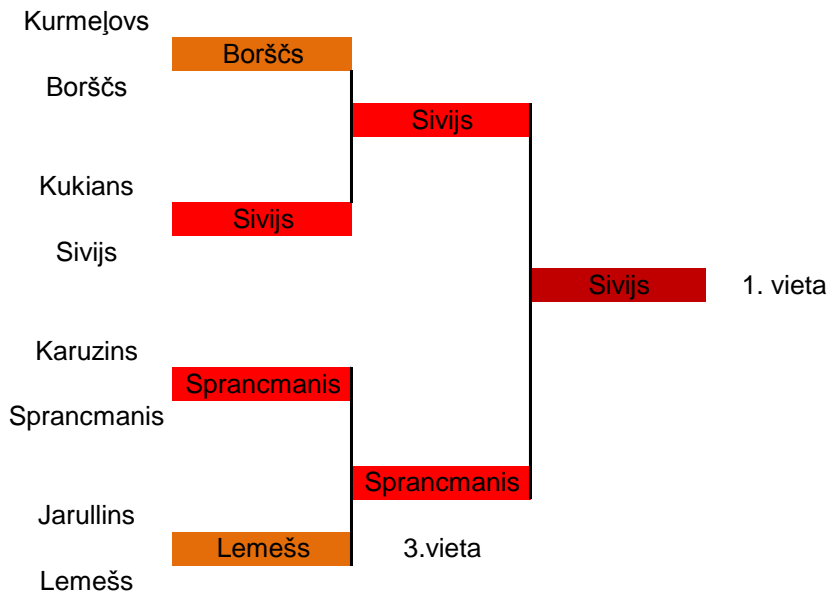 Kurmeļovs
Borščs
Borščs
Sivijs
Kukians
Sivijs
Sivijs
Sivijs 1. vieta
Karuzins
Sprancmanis
Sprancmanis
Sprancmanis
Jarullins
Lemešs 3.vieta
Lemešs